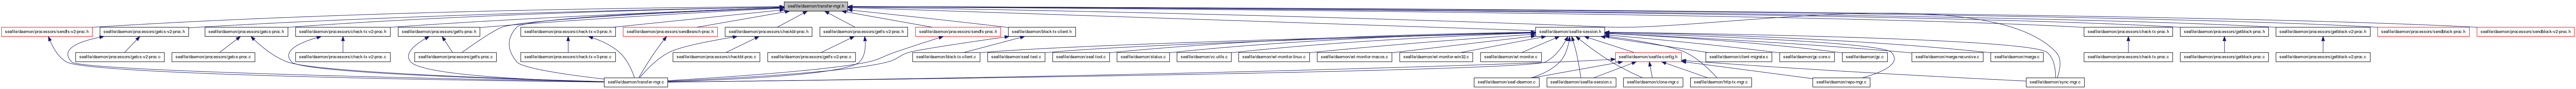 seafile/daemon/transfer-mgr.h
seafile/daemon/processors/sendfs-v2-proc.h
seafile/daemon/processors/getcs-v2-proc.h
seafile/daemon/processors/getcs-proc.h
seafile/daemon/processors/check-tx-v2-proc.h
seafile/daemon/processors/getfs-proc.h
seafile/daemon/processors/check-tx-v3-proc.h
seafile/daemon/processors/sendbranch-proc.h
seafile/daemon/processors/checkbl-proc.h
seafile/daemon/processors/getfs-v2-proc.h
seafile/daemon/processors/sendfs-proc.h
seafile/daemon/block-tx-client.h
seafile/daemon/seafile-session.h
seafile/daemon/processors/check-tx-proc.h
seafile/daemon/processors/getblock-proc.h
seafile/daemon/processors/getblock-v2-proc.h
seafile/daemon/processors/sendblock-proc.h
seafile/daemon/processors/sendblock-v2-proc.h
seafile/daemon/processors/getcs-v2-proc.c
seafile/daemon/processors/getcs-proc.c
seafile/daemon/processors/check-tx-v2-proc.c
seafile/daemon/processors/getfs-proc.c
seafile/daemon/processors/check-tx-v3-proc.c
seafile/daemon/processors/checkbl-proc.c
seafile/daemon/processors/getfs-v2-proc.c
seafile/daemon/block-tx-client.c
seafile/daemon/seaf-tool.c
seafile/daemon/set-tool.c
seafile/daemon/status.c
seafile/daemon/vc-utils.c
seafile/daemon/wt-monitor-linux.c
seafile/daemon/wt-monitor-macos.c
seafile/daemon/wt-monitor-win32.c
seafile/daemon/wt-monitor.c
seafile/daemon/seafile-config.h
seafile/daemon/client-migrate.c
seafile/daemon/gc-core.c
seafile/daemon/gc.c
seafile/daemon/merge-recursive.c
seafile/daemon/merge.c
seafile/daemon/processors/check-tx-proc.c
seafile/daemon/processors/getblock-proc.c
seafile/daemon/processors/getblock-v2-proc.c
seafile/daemon/transfer-mgr.c
seafile/daemon/seaf-daemon.c
seafile/daemon/seafile-session.c
seafile/daemon/clone-mgr.c
seafile/daemon/http-tx-mgr.c
seafile/daemon/repo-mgr.c
seafile/daemon/sync-mgr.c